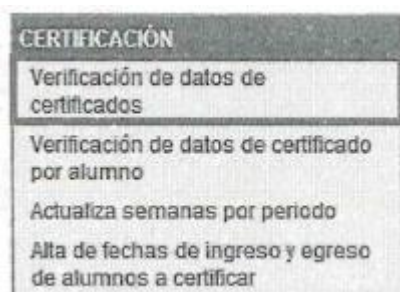 CERTIFICACIÓN
Verificación de datos de
certificados
Verificación de datos de certificado
por alumno
Actualiza semanas por periodo
Alta de fechas de ingreso y egreso
de alumnos a certificar